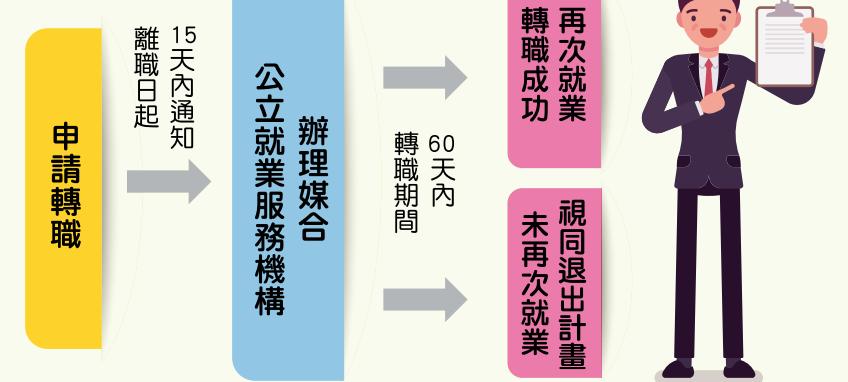 申請轉職
離職日起
15天內通知
公立就業服務機構
辦理媒合
轉職期間
60天內
轉職成功
再次就業
未再次就業
視同退出計畫